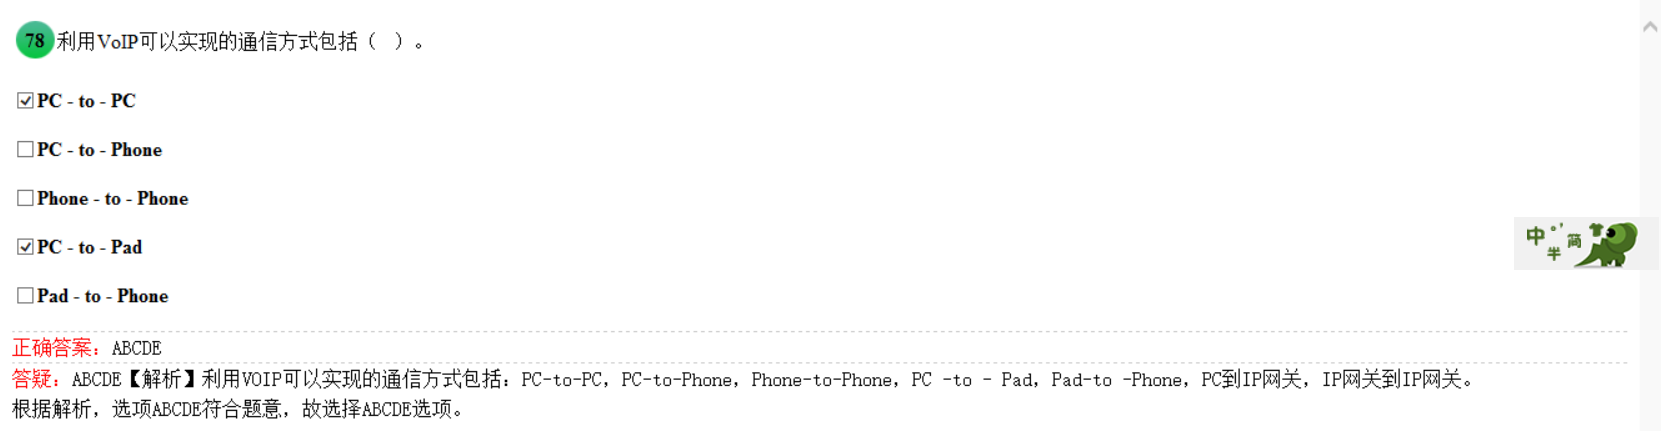 78 利用VoIP可以实现的通信方式包括（ ）。
PC - to - PC
PC - to - Phone
Phone - to - Phone
PC - to - Pad
Pad - to - Phone
中 °’ 半 简
正确答案：ABCDE
答疑：ABCDE【解析】利用VOIP可以实现的通信方式包括：PC-to-PC，PC-to-Phone，Phone-to-Phone，PC -to - Pad，Pad-to -Phone，PC到IP网关，IP网关到IP网关。
根据解析，选项ABCDE符合题意，故选择ABCDE选项。